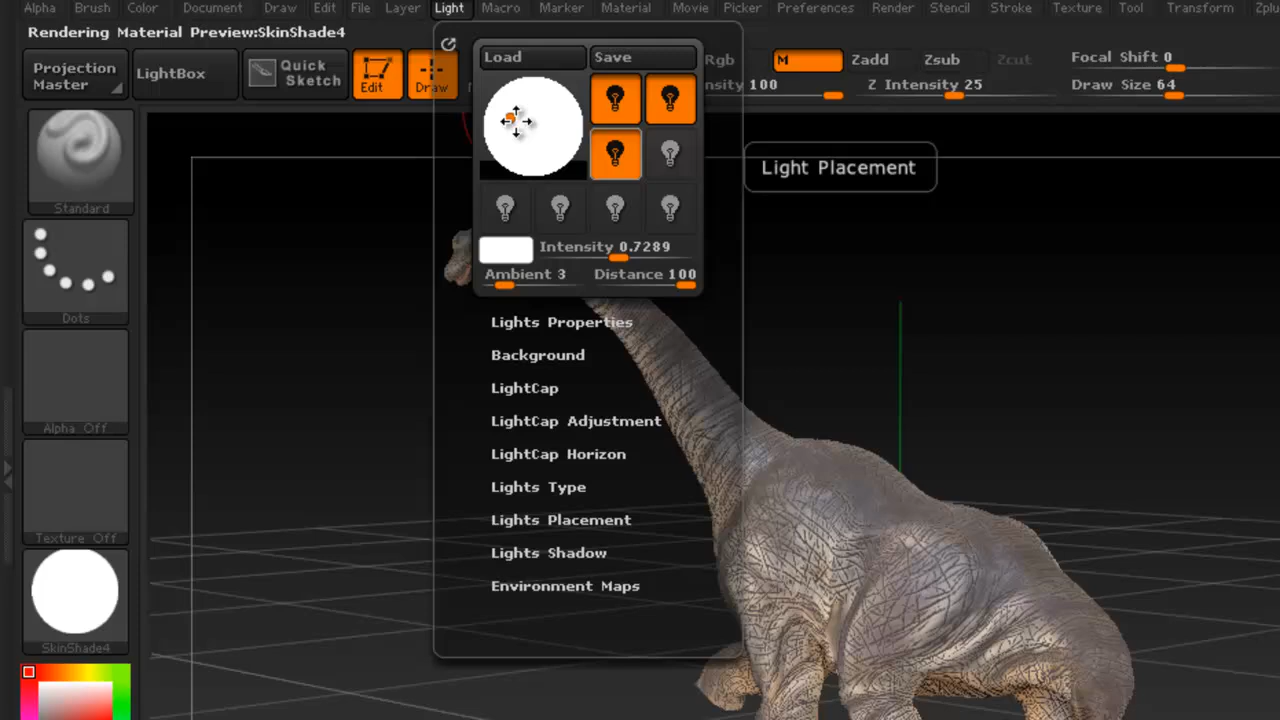 Alpha Brush Color Document Draw Edit File Layer Light Macro Marker Material Movie Picker Preferences Render Stencil Stroke Texture Tool Transform Zplu
Rendering Material Preview:SkinShade4
Projection Master
LightBox
Quick Sketch
Edit
Draw
Rgb
M
Zadd
Zsub
Zcut
Focal Shift 0
nsity 100
Z Intensity 25
Draw Size 64
Load
Save
Light Placement
Standard
Dots
Alpha Off
Texture Off
SkinShade4
Intensity 0.7289
Ambient 3
Distance 100
Lights Properties
Background
LightCap
LightCap Adjustment
LightCap Horizon
Lights Type
Lights Placement
Lights Shadow
Environment Maps